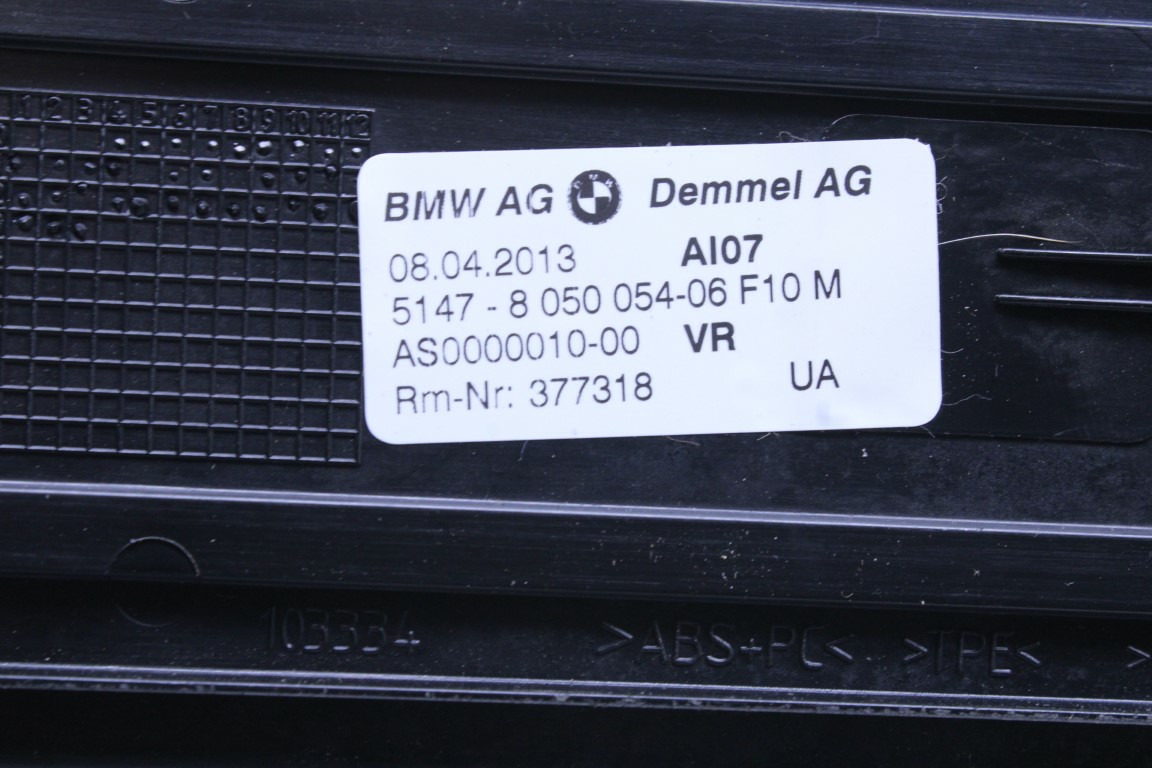 1 2 3 4 5 6 7 8 9 10 11 12
BMW AG BMW Demmel AG
08.04.2013 AI07
5147 - 8 050 054-06 F10 M
AS0000010-00 VR
Rm-Nr: 377318 UA
103334 >ABS+PC< >TPE< >